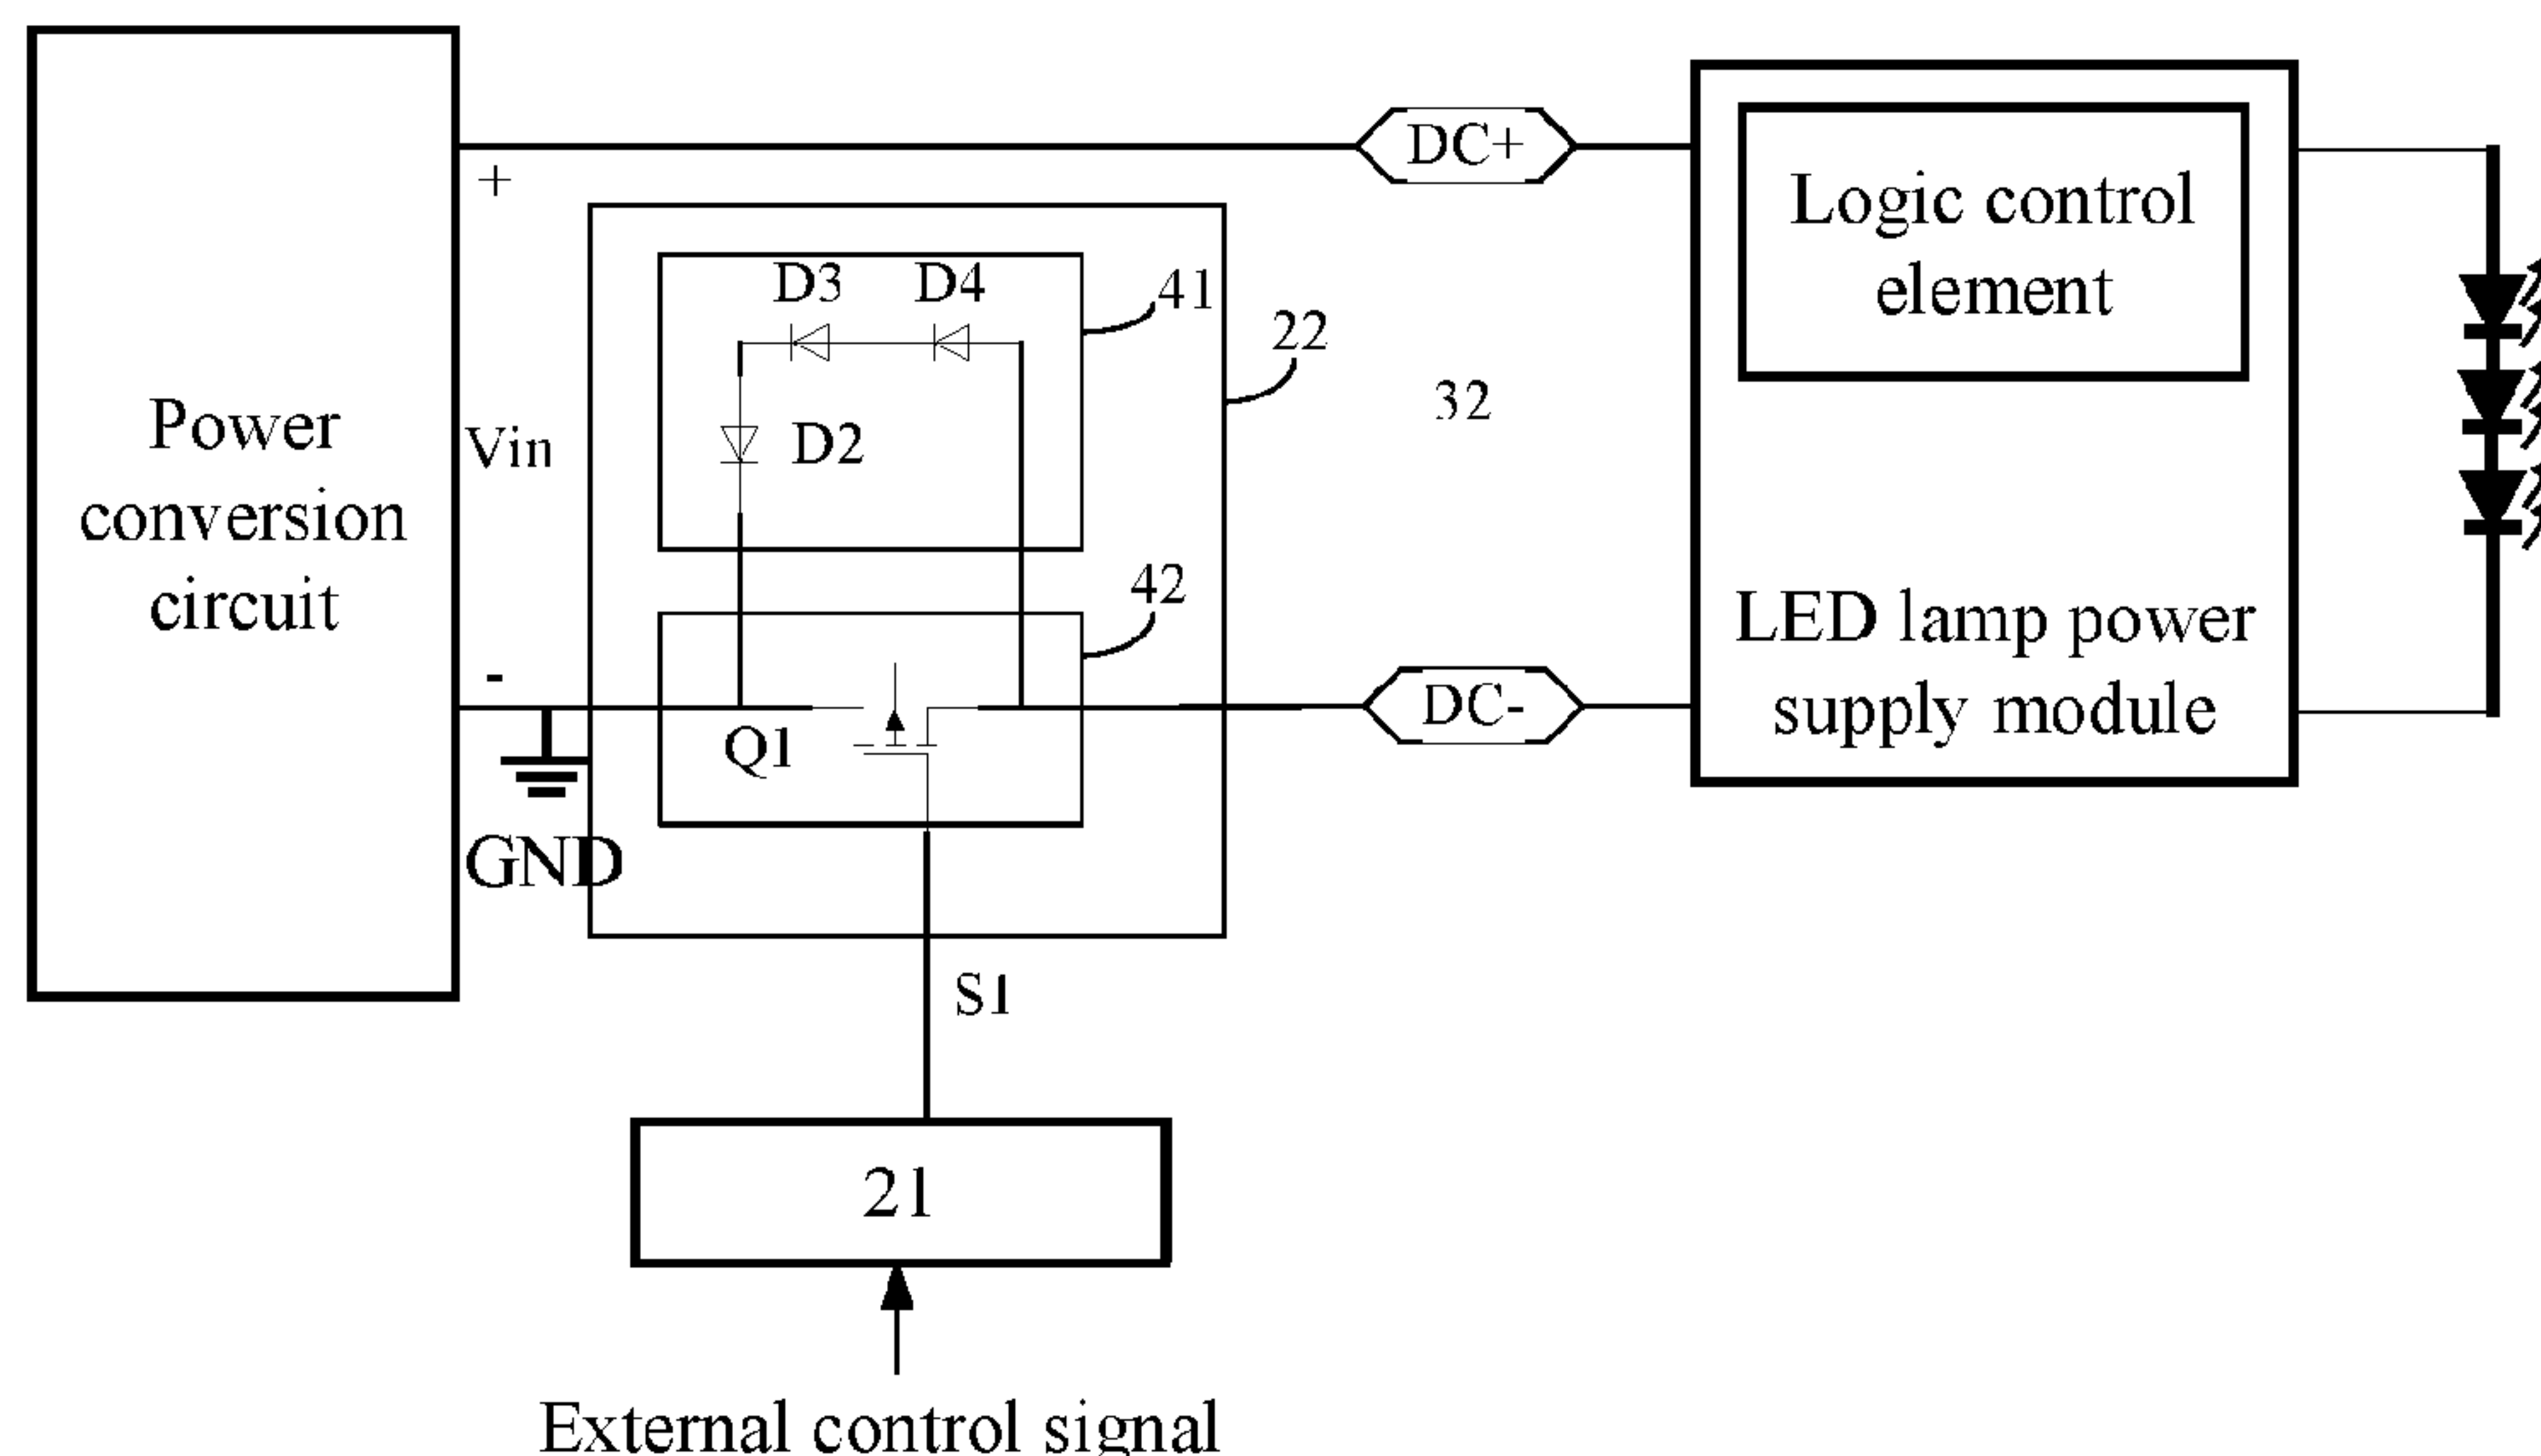 Power
conversion
circuit
+
Vin
-
GND
D3
D4
D2
41
22
42
Q1
S1
21
External control signal
32
DC+
DC-
Logic control
element
LED lamp power
supply module